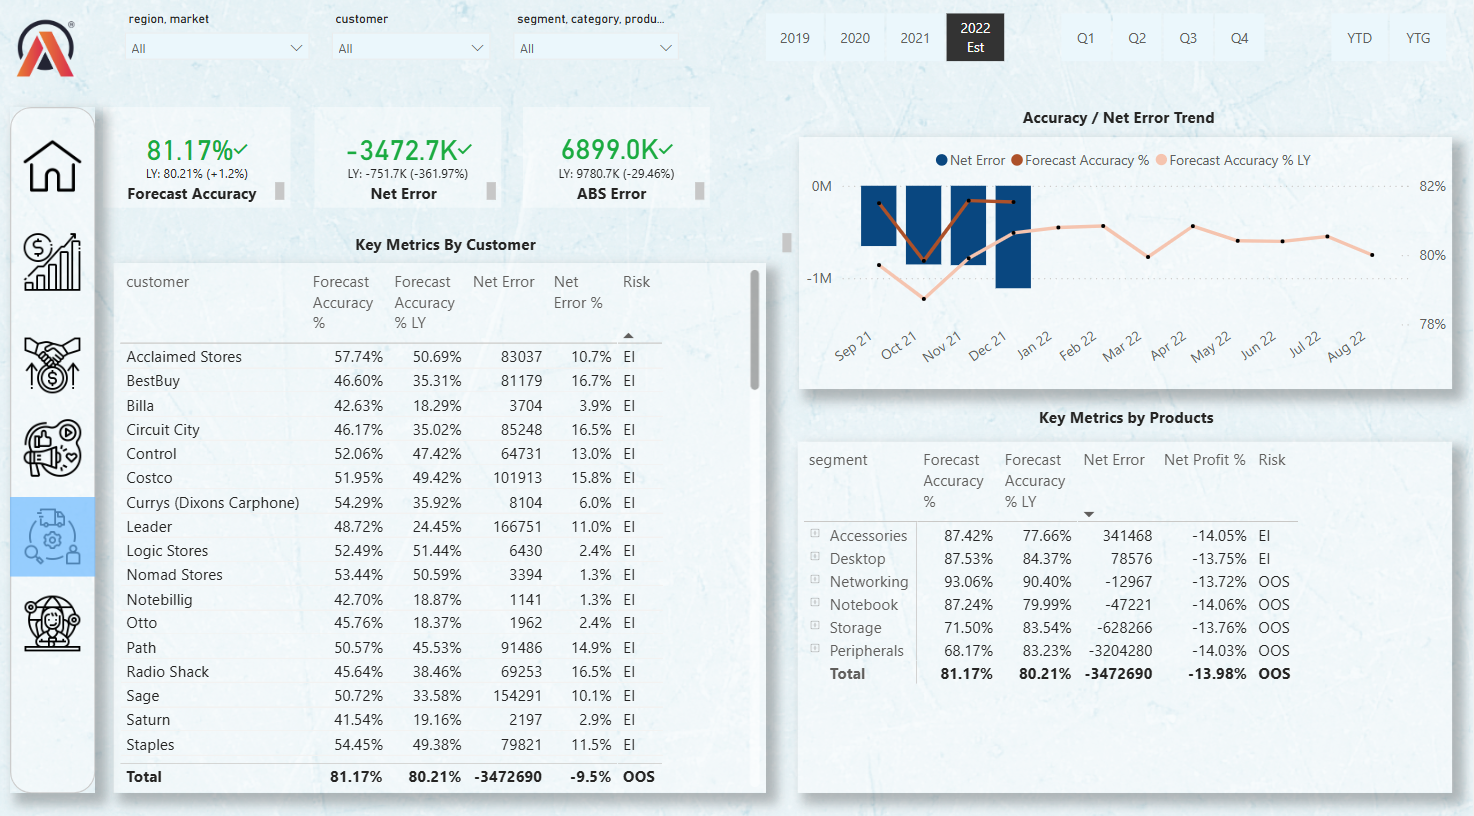 region, market
customer
segment, category, produ...
All
All
All
2019
2020
2021
2022
Est
Q1
Q2
Q3
Q4
YTD
YTG
81.17%
LY: 80.21% (+1.2%)
Forecast Accuracy
-3472.7K
LY: -751.7K (-361.97%)
Net Error
6899.0K
LY: 9780.7K (-29.46%)
ABS Error
Key Metrics By Customer
customer
Forecast
Accuracy
%
Forecast
Accuracy
% LY
Net Error
Net
Error %
Risk
Acclaimed Stores 57.74% 50.69% 83037 10.7% EI
BestBuy 46.60% 35.31% 81179 16.7% EI
Billa 42.63% 18.29% 3704 3.9% EI
Circuit City 46.17% 35.02% 85248 16.5% EI
Control 52.06% 47.42% 64731 13.0% EI
Costco 51.95% 49.42% 101913 15.8% EI
Currys (Dixons Carphone) 54.29% 35.92% 8104 6.0% EI
Leader 48.72% 24.45% 166751 11.0% EI
Logic Stores 52.49% 51.44% 6430 2.4% EI
Nomad Stores 53.44% 50.59% 3394 1.3% EI
Notebillig 42.70% 18.87% 1141 1.3% EI
Otto 45.76% 18.37% 1962 2.4% EI
Path 50.57% 45.53% 91486 14.9% EI
Radio Shack 45.64% 38.46% 69253 16.5% EI
Sage 50.72% 33.58% 154291 10.1% EI
Saturn 41.54% 19.16% 2197 2.9% EI
Staples 54.45% 49.38% 79821 11.5% EI
Total 81.17% 80.21% -3472690 -9.5% OOS
Accuracy / Net Error Trend
Net Error Forecast Accuracy % Forecast Accuracy % LY
0M
-1M
82%
80%
78%
Sep 21
Oct 21
Nov 21
Dec 21
Jan 22
Feb 22
Mar 22
Apr 22
May 22
Jun 22
Jul 22
Aug 22
Key Metrics by Products
segment
Forecast
Accuracy
%
Forecast
Accuracy
% LY
Net Error
Net Profit %
Risk
Accessories 87.42% 77.66% 341468 -14.05% EI
Desktop 87.53% 84.37% 78576 -13.75% EI
Networking 93.06% 90.40% -12967 -13.72% OOS
Notebook 87.24% 79.99% -47221 -14.06% OOS
Storage 71.50% 83.54% -628266 -13.76% OOS
Peripherals 68.17% 83.23% -3204280 -14.03% OOS
Total 81.17% 80.21% -3472690 -13.98% OOS